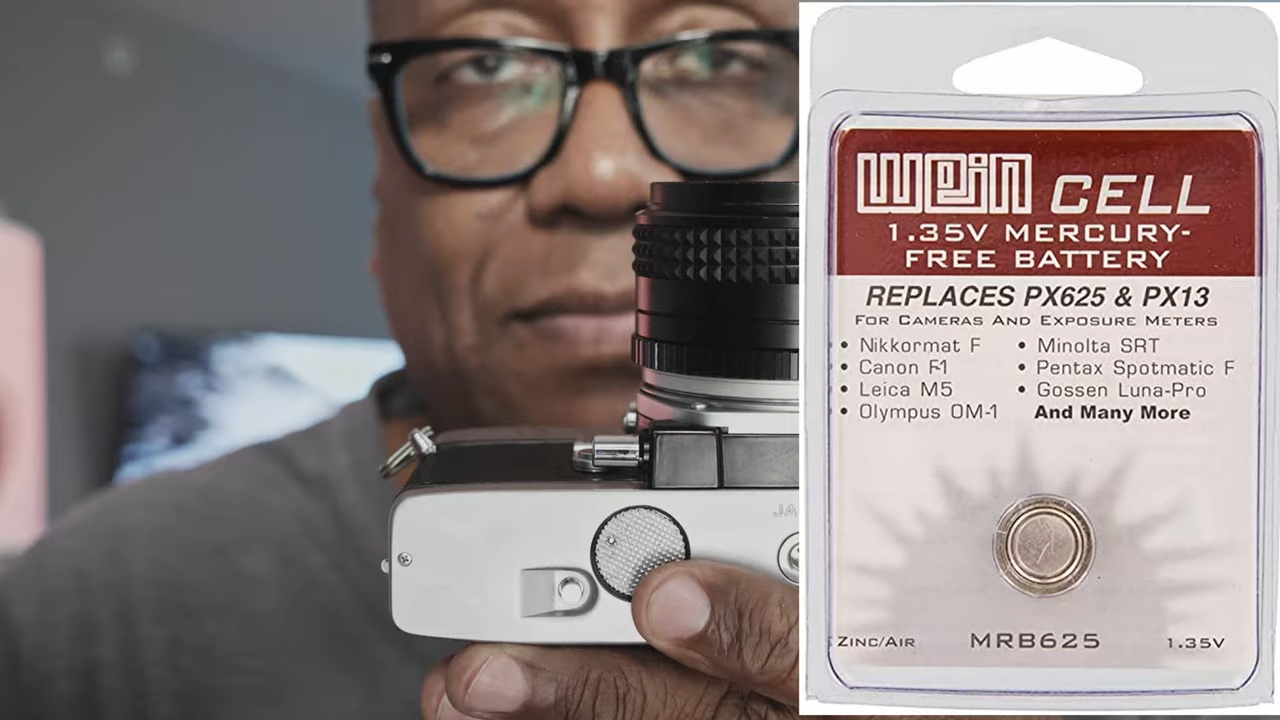 JA
WEIN CELL
1.35V MERCURY-
FREE BATTERY
REPLACES PX625 & PX13
FOR CAMERAS AND EXPOSURE METERS
• Nikkormat F
• Canon F1
• Leica M5
• Olympus OM-1
• Minolta SRT
• Pentax Spotmatic F
• Gossen Luna-Pro
And Many More
ZINC/AIR
MRB625
1.35V